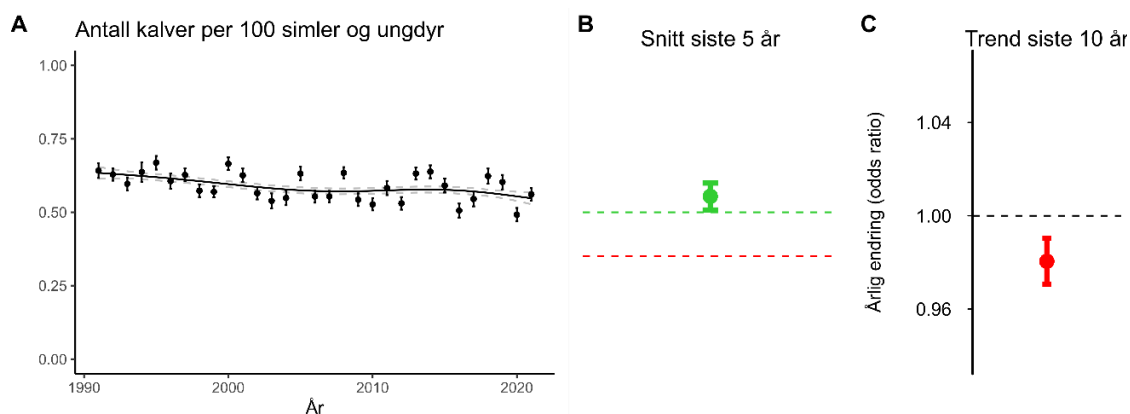 A
Antall kalver per 100 simler og ungdyr
1.00
0.75
0.50
0.25
0.00
1990
2000
2010
2020
År
B
Snitt siste 5 år
C
Trend siste 10 år
Årlig endring (odds ratio)
1.04
1.00
0.96